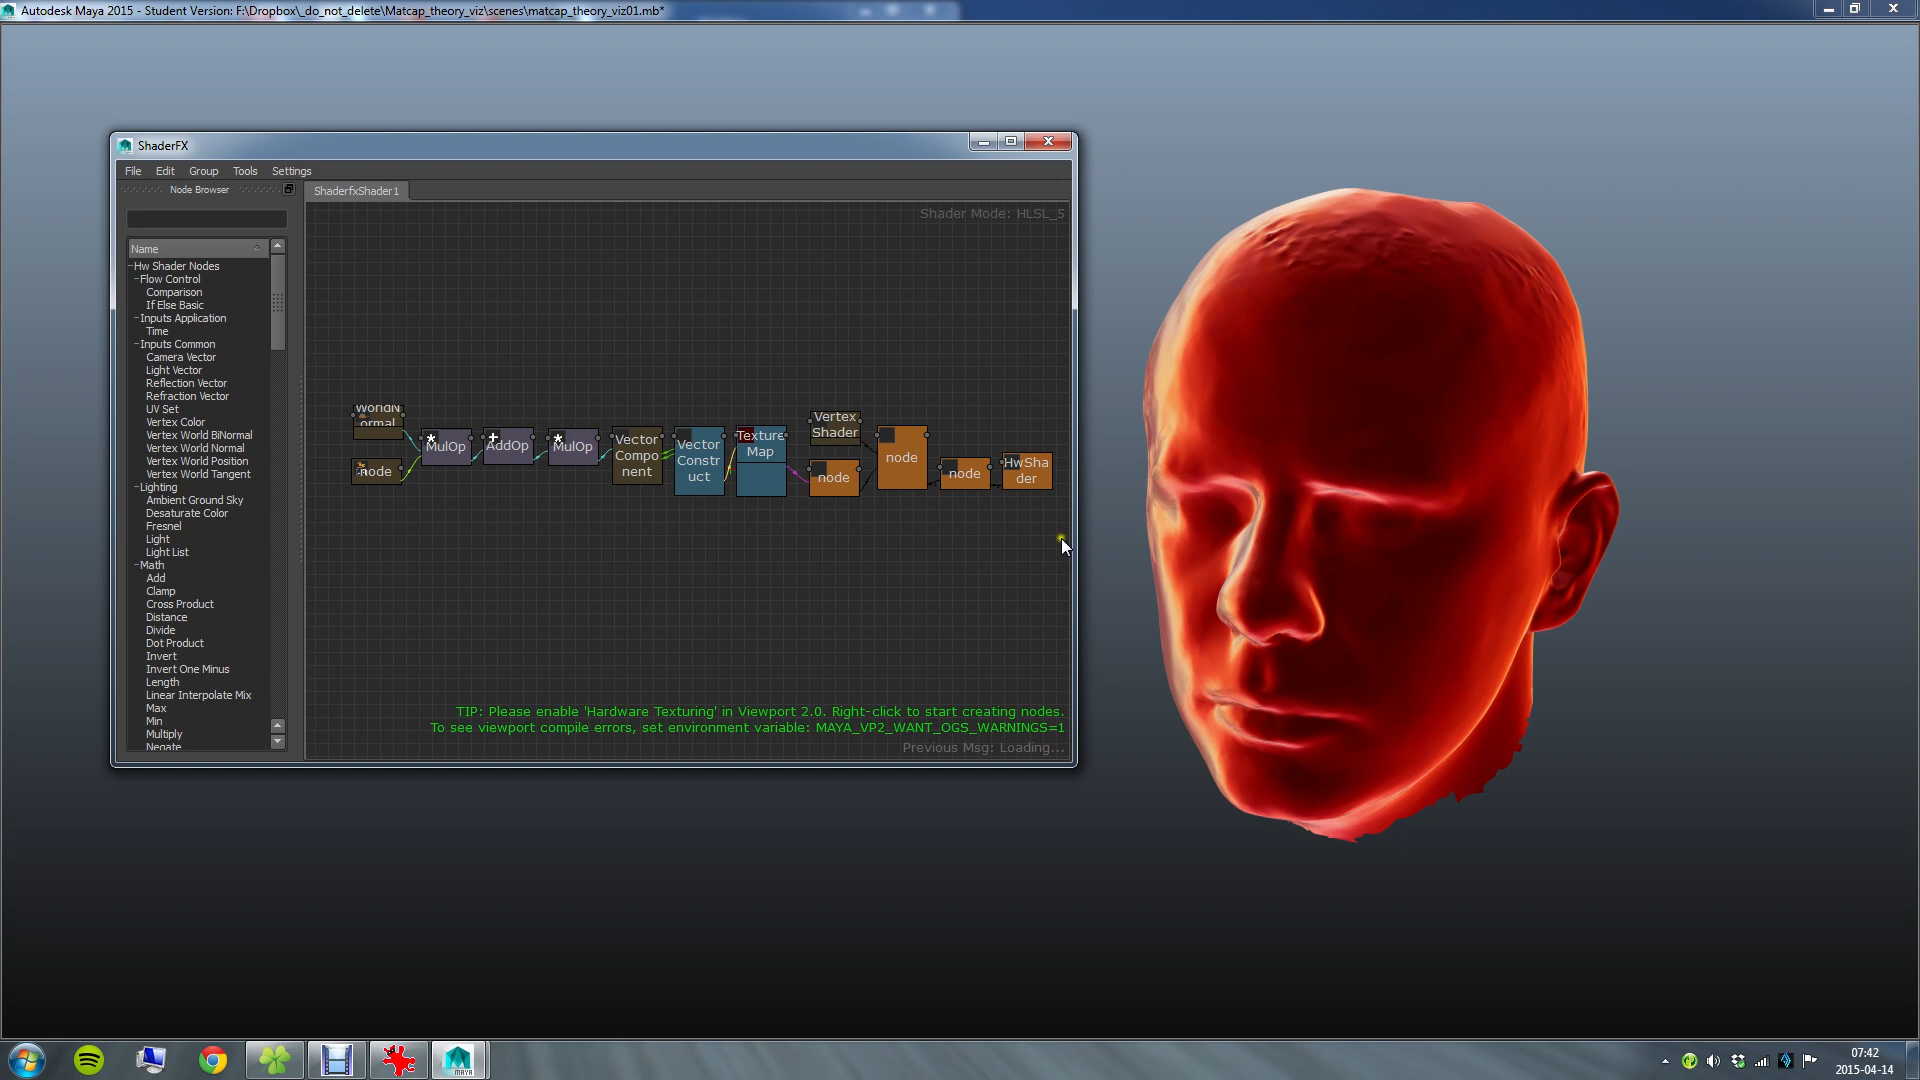 Autodesk Maya 2015 - Student Version: F:\Dropbox\_do_not_delete\Matcap_theory_viz\scenes\matcap_theory_viz01.mb*
ShaderFX
File Edit Group Tools Settings
Node Browser
ShaderfxShader1
Shader Mode: HLSL_5
Name
Hw Shader Nodes
Flow Control
Comparison
If Else Basic
Inputs Application
Time
Inputs Common
Camera Vector
Light Vector
Reflection Vector
Refraction Vector
UV Set
Vertex Color
Vertex World BiNormal
Vertex World Normal
Vertex World Position
Vertex World Tangent
Lighting
Ambient Ground Sky
Desaturate Color
Fresnel
Light
Light List
Math
Add
Clamp
Cross Product
Distance
Divide
Dot Product
Invert
Invert One Minus
Length
Linear Interpolate Mix
Max
Min
Multiply
Negate
WorldN
ormal
node
MulOp
AddOp
MulOp
Vector
Compo
nent
Vector
Constr
uct
Texture
Map
Vertex
Shader
node
node
node
HwSha
der
TIP: Please enable 'Hardware Texturing' in Viewport 2.0. Right-click to start creating nodes.
To see viewport compile errors, set environment variable: MAYA_VP2_WANT_OGS_WARNINGS=1
Previous Msg: Loading...
MAYA
07:42
2015-04-14